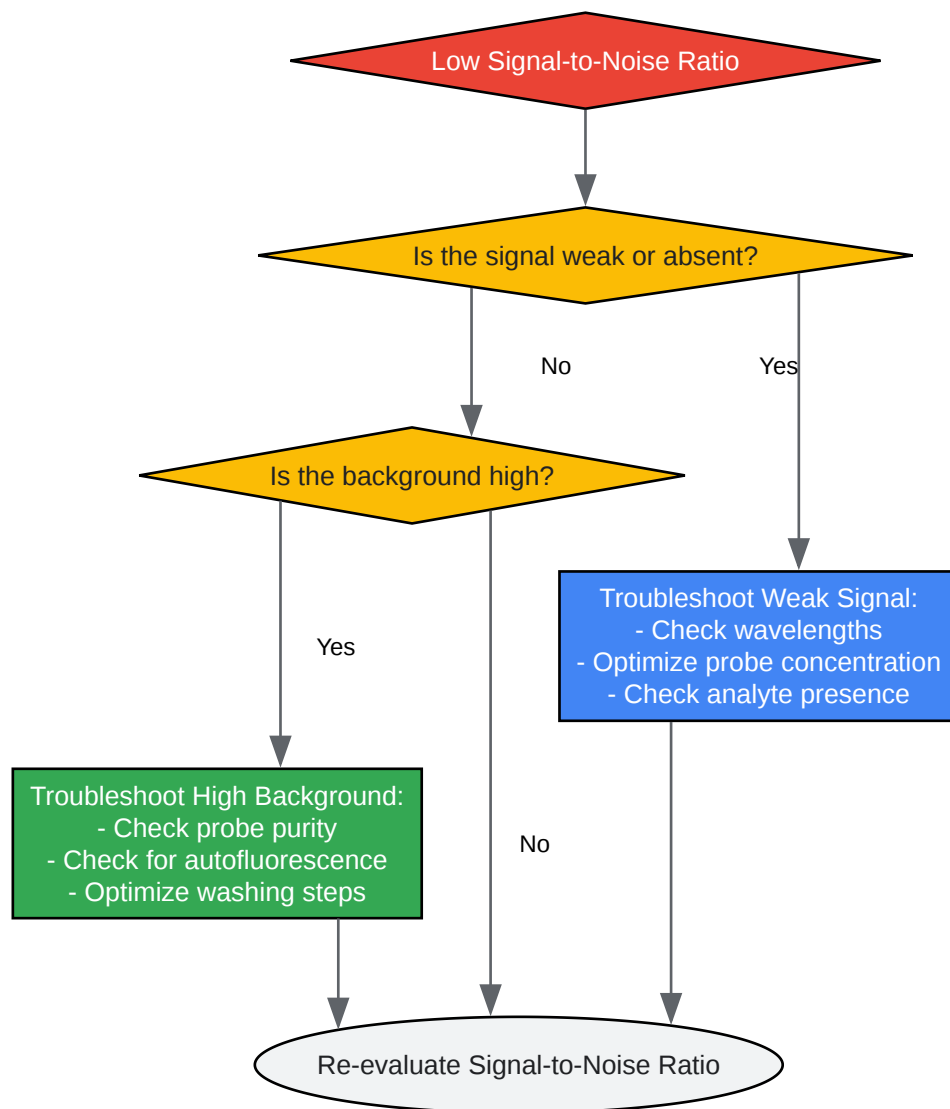 Low Signal-to-Noise Ratio
Is the signal weak or absent?
No
Yes
Is the background high?
Troubleshoot Weak Signal:
- Check wavelengths
- Optimize probe concentration
- Check analyte presence
Yes
Troubleshoot High Background:
- Check probe purity
- Check for autofluorescence
- Optimize washing steps
No
Re-evaluate Signal-to-Noise Ratio